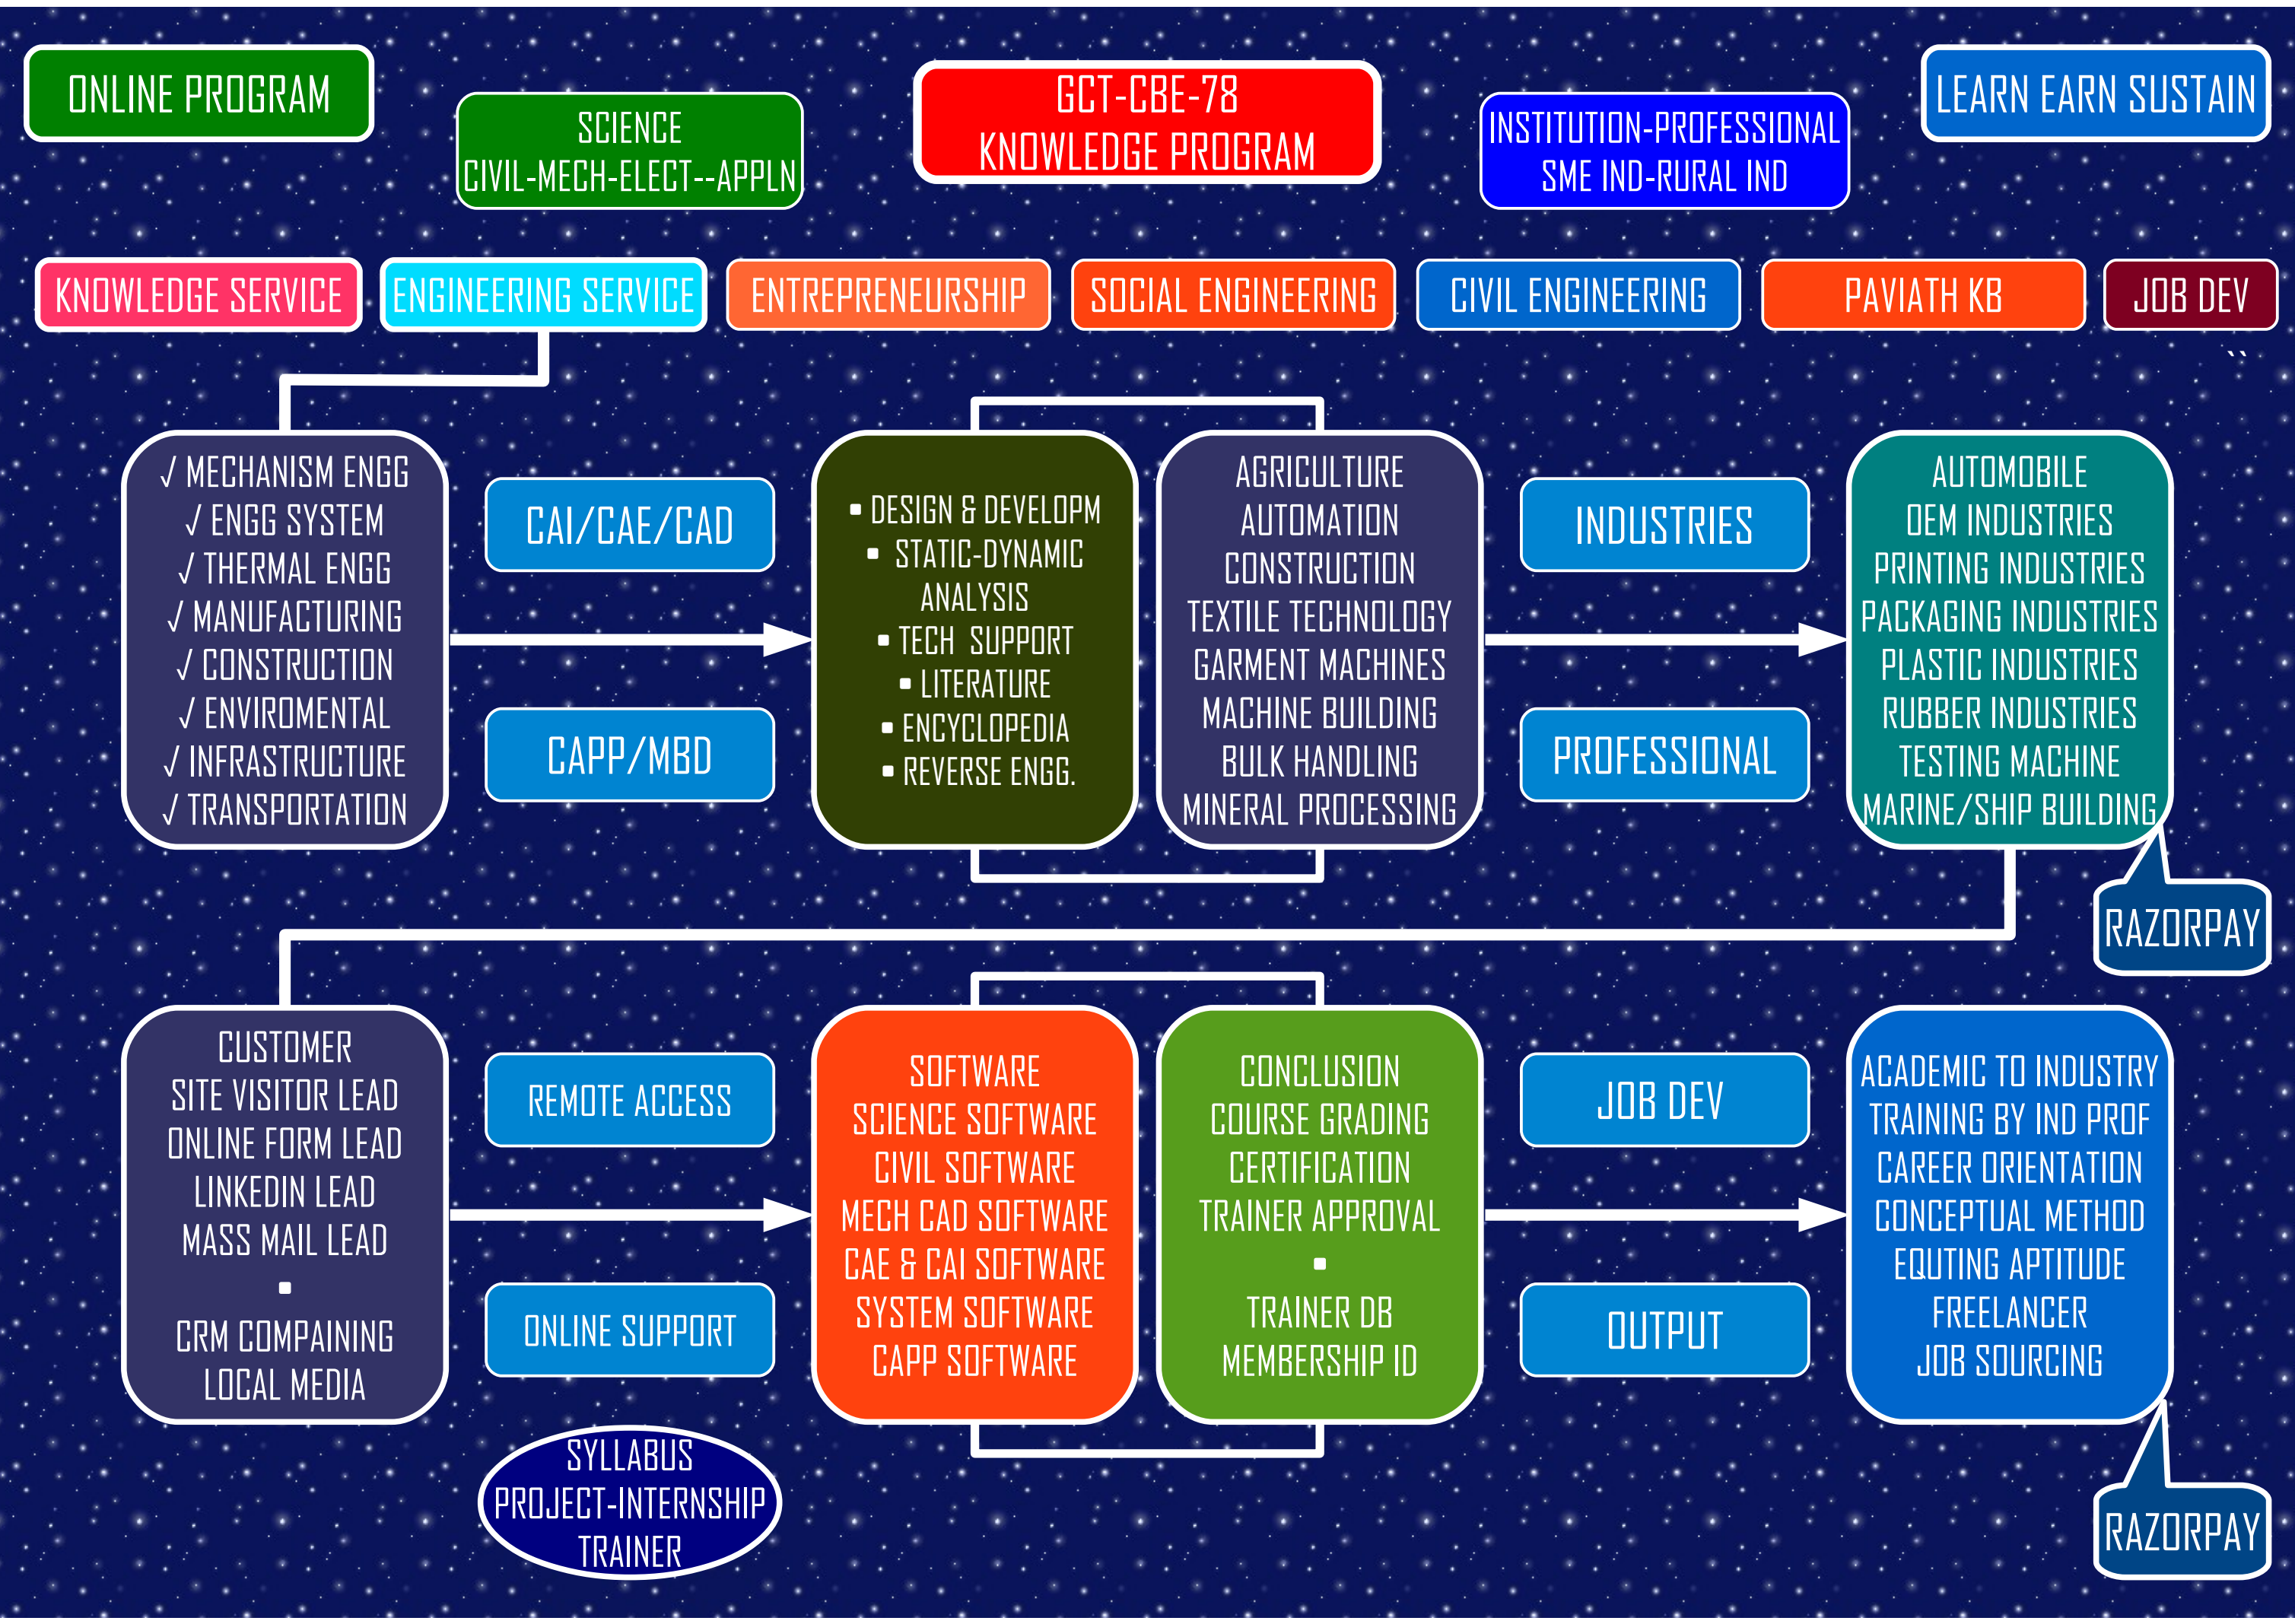 ONLINE PROGRAM
SCIENCE
CIVIL-MECH-ELECT--APPLN
GCT-CBE-78
KNOWLEDGE PROGRAM
INSTITUTION-PROFESSIONAL
SME IND-RURAL IND
LEARN EARN SUSTAIN
KNOWLEDGE SERVICE
ENGINEERING SERVICE
ENTREPRENEURSHIP
SOCIAL ENGINEERING
CIVIL ENGINEERING
PAVIATH KB
JOB DEV
``
√ MECHANISM ENGG
√ ENGG SYSTEM
√ THERMAL ENGG
√ MANUFACTURING
√ CONSTRUCTION
√ ENVIROMENTAL
√ INFRASTRUCTURE
√ TRANSPORTATION
CAI/CAE/CAD
CAPP/MBD
▪ DESIGN & DEVELOPM
▪ STATIC-DYNAMIC
ANALYSIS
▪ TECH SUPPORT
▪ LITERATURE
▪ ENCYCLOPEDIA
▪ REVERSE ENGG.
AGRICULTURE
AUTOMATION
CONSTRUCTION
TEXTILE TECHNOLOGY
GARMENT MACHINES
MACHINE BUILDING
BULK HANDLING
MINERAL PROCESSING
INDUSTRIES
PROFESSIONAL
AUTOMOBILE
OEM INDUSTRIES
PRINTING INDUSTRIES
PACKAGING INDUSTRIES
PLASTIC INDUSTRIES
RUBBER INDUSTRIES
TESTING MACHINE
MARINE/SHIP BUILDING
RAZORPAY
CUSTOMER
SITE VISITOR LEAD
ONLINE FORM LEAD
LINKEDIN LEAD
MASS MAIL LEAD
▪
CRM COMPAINING
LOCAL MEDIA
REMOTE ACCESS
ONLINE SUPPORT
SOFTWARE
SCIENCE SOFTWARE
CIVIL SOFTWARE
MECH CAD SOFTWARE
CAE & CAI SOFTWARE
SYSTEM SOFTWARE
CAPP SOFTWARE
CONCLUSION
COURSE GRADING
CERTIFICATION
TRAINER APPROVAL
▪
TRAINER DB
MEMBERSHIP ID
JOB DEV
OUTPUT
ACADEMIC TO INDUSTRY
TRAINING BY IND PROF
CAREER ORIENTATION
CONCEPTUAL METHOD
EQUTING APTITUDE
FREELANCER
JOB SOURCING
SYLLABUS
PROJECT-INTERNSHIP
TRAINER
RAZORPAY